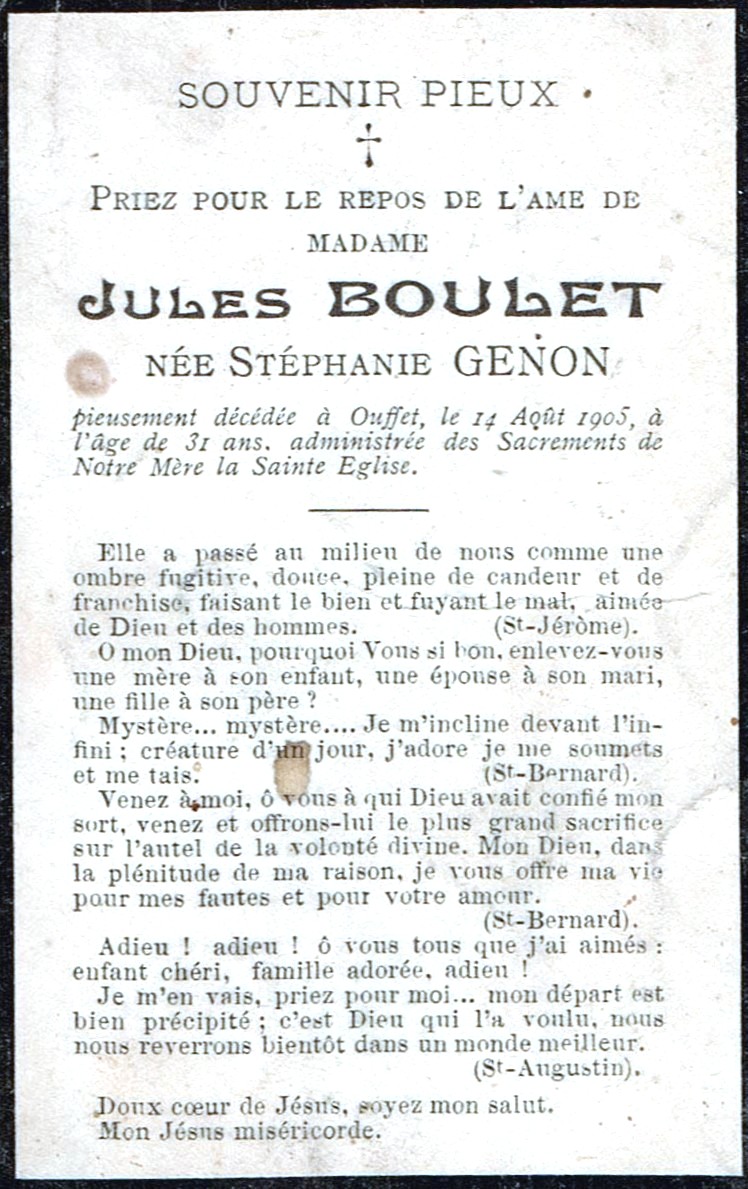 SOUVENIR PIEUX
PRIEZ POUR LE REPOS DE L'AME DE
MADAME
JULES BOULET
NÉE STÉPHANIE GENON
pieusement décédée à Ouffet, le 14 Août 1905, à
l'âge de 31 ans. administrée des Sacrements de
Notre Mère la Sainte Eglise.
Elle a passé au milieu de nous comme une
ombre fugitive, douce, pleine de candeur et de
franchise, faisant le bien et fuyant le mal, aimée
de Dieu et des hommes. (St-Jérôme).
O mon Dieu, pourquoi Vous si bon, enlevez-vous
une mère à son enfant, une épouse à son mari,
une fille à son père ?
Mystère... mystère.... Je m'incline devant l'in-
fini ; créature d'un jour, j'adore je me soumets
et me tais. (St-Bernard).
Venez à moi, ô vous à qui Dieu avait confié mon
sort, venez et offrons-lui le plus grand sacrifice
sur l'autel de la volonté divine. Mon Dieu, dans
la plénitude de ma raison, je vous offre ma vie
pour mes fautes et pour votre amour.
(St-Bernard).
Adieu ! adieu ! ô vous tous que j'ai aimés :
enfant chéri, famille adorée, adieu !
Je m'en vais, priez pour moi... mon départ est
bien précipité ; c'est Dieu qui l'a voulu, nous
nous reverrons bientôt dans un monde meilleur.
(St-Augustin).
Doux cœur de Jésus, soyez mon salut.
Mon Jésus miséricorde.